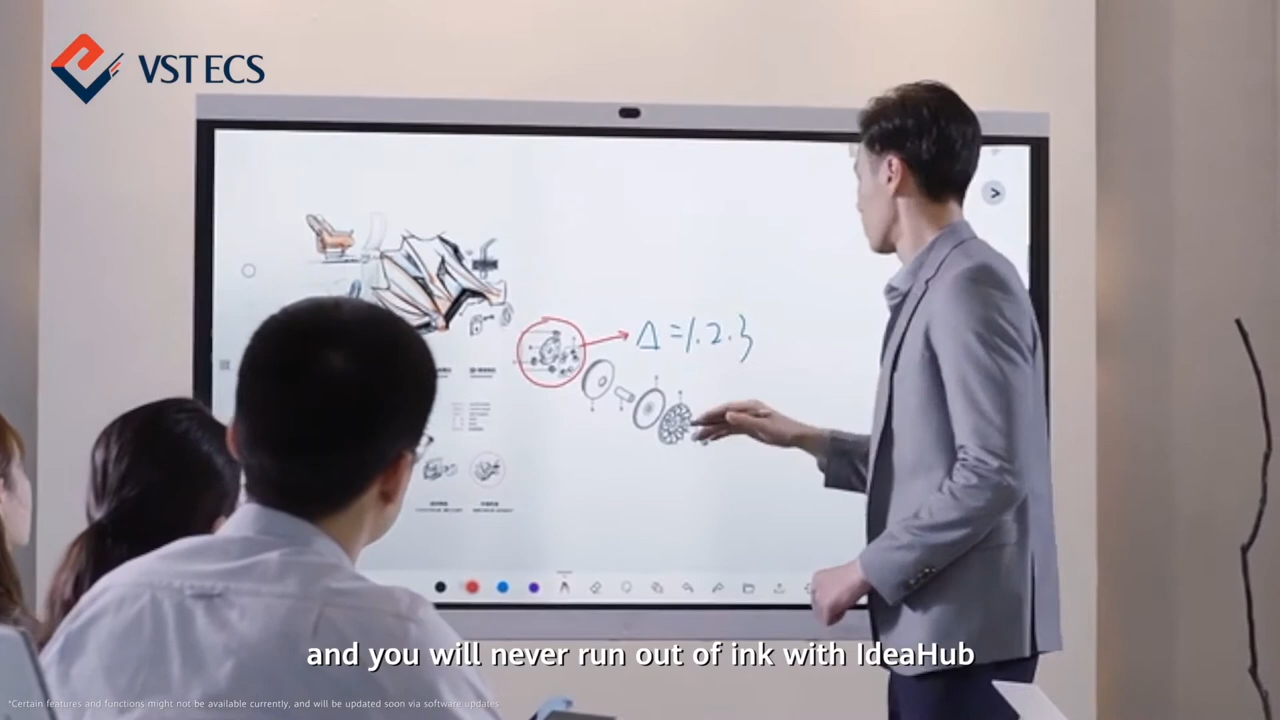 VST ECS
Δ = 1.2.3
and you will never run out of ink with IdeaHub
*Certain features and functions might not be available currently, and will be updated soon via software updates